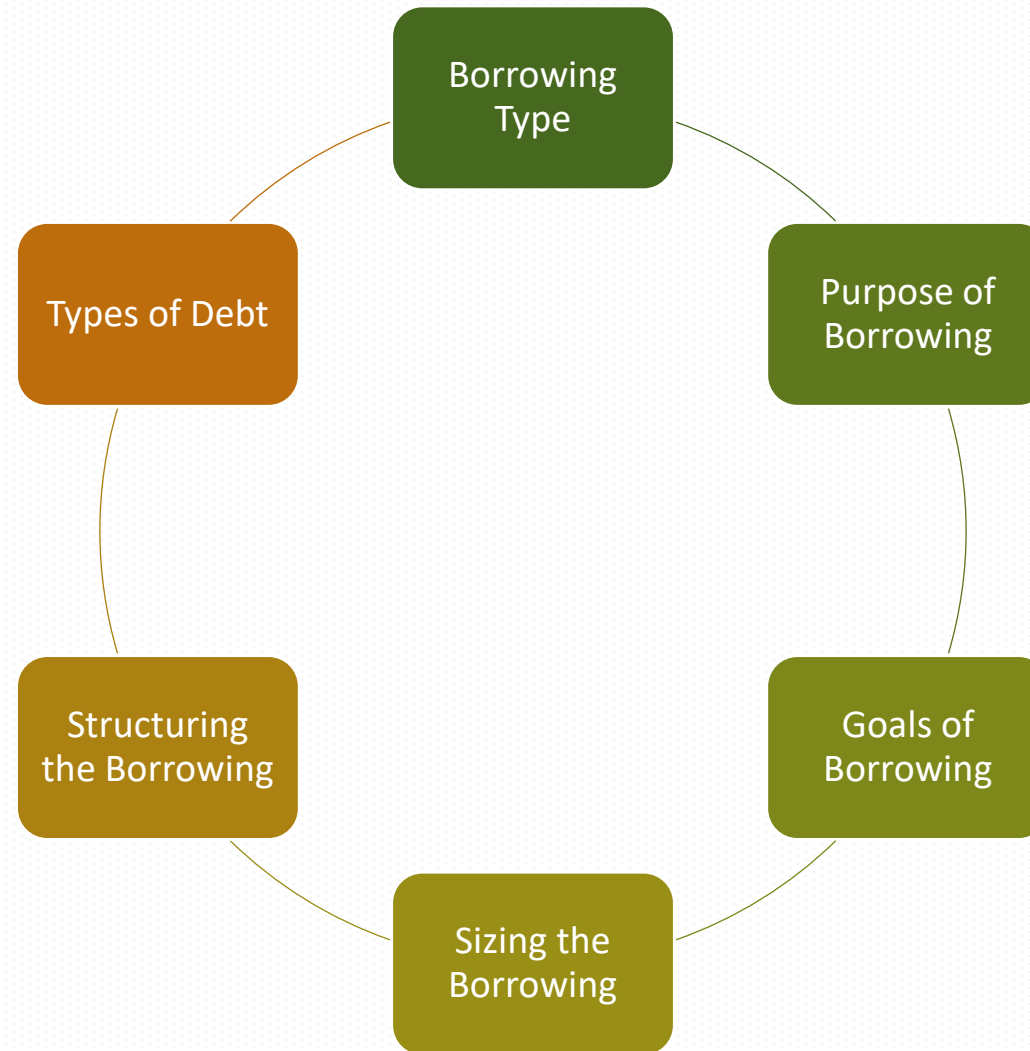 Borrowing
Type
Purpose of
Borrowing
Goals of
Borrowing
Sizing the
Borrowing
Structuring
the Borrowing
Types of Debt